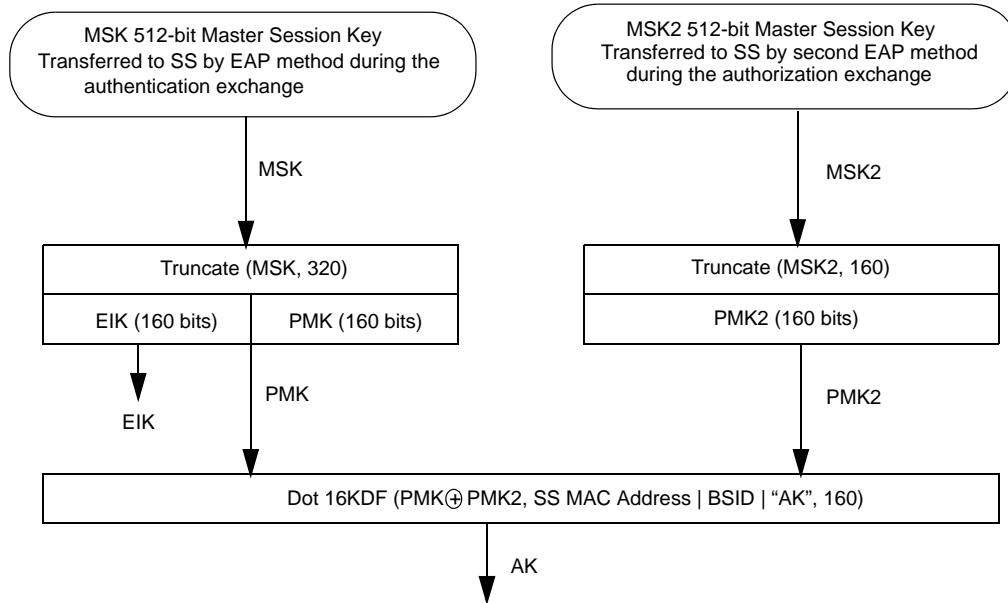 MSK 512-bit Master Session Key
Transferred to SS by EAP method during the
authentication exchange
MSK2 512-bit Master Session Key
Transferred to SS by second EAP method
during the authorization exchange
MSK
MSK2
Truncate (MSK, 320)
EIK (160 bits)
PMK (160 bits)
Truncate (MSK2, 160)
PMK2 (160 bits)
EIK
PMK
PMK2
Dot 16KDF (PMK⊕PMK2, SS MAC Address | BSID | “AK”, 160)
AK